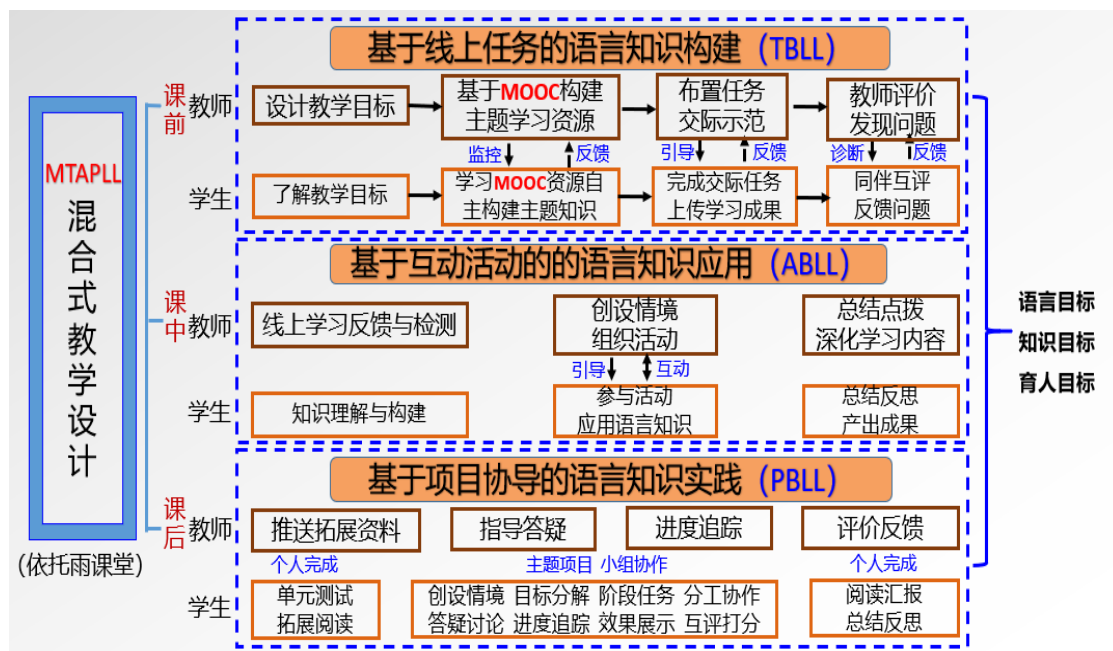 MTAPLL
混
合
式
教
学
设
计
(依托雨课堂)
基于线上任务的语言知识构建（TBLL）
课前
教师
设计教学目标
基于MOOC构建
主题学习资源
布置任务
交际示范
教师评价
发现问题
监控
反馈
引导
反馈
诊断
反馈
学生
了解教学目标
学习MOOC资源自
主构建主题知识
完成交际任务
上传学习成果
同伴互评
反馈问题
基于互动活动的的语言知识应用（ABLL）
课中
教师
线上学习反馈与检测
创设情境
组织活动
总结点拨
深化学习内容
引导
互动
学生
知识理解与构建
参与活动
应用语言知识
总结反思
产出成果
基于项目协导的语言知识实践（PBLL）
课后
教师
推送拓展资料
指导答疑
进度追踪
评价反馈
个人完成
主题项目 小组协作
个人完成
学生
单元测试
拓展阅读
创设情境 目标分解 阶段任务 分工协作
答疑讨论 进度追踪 效果展示 互评打分
阅读汇报
总结反思
语言目标
知识目标
育人目标